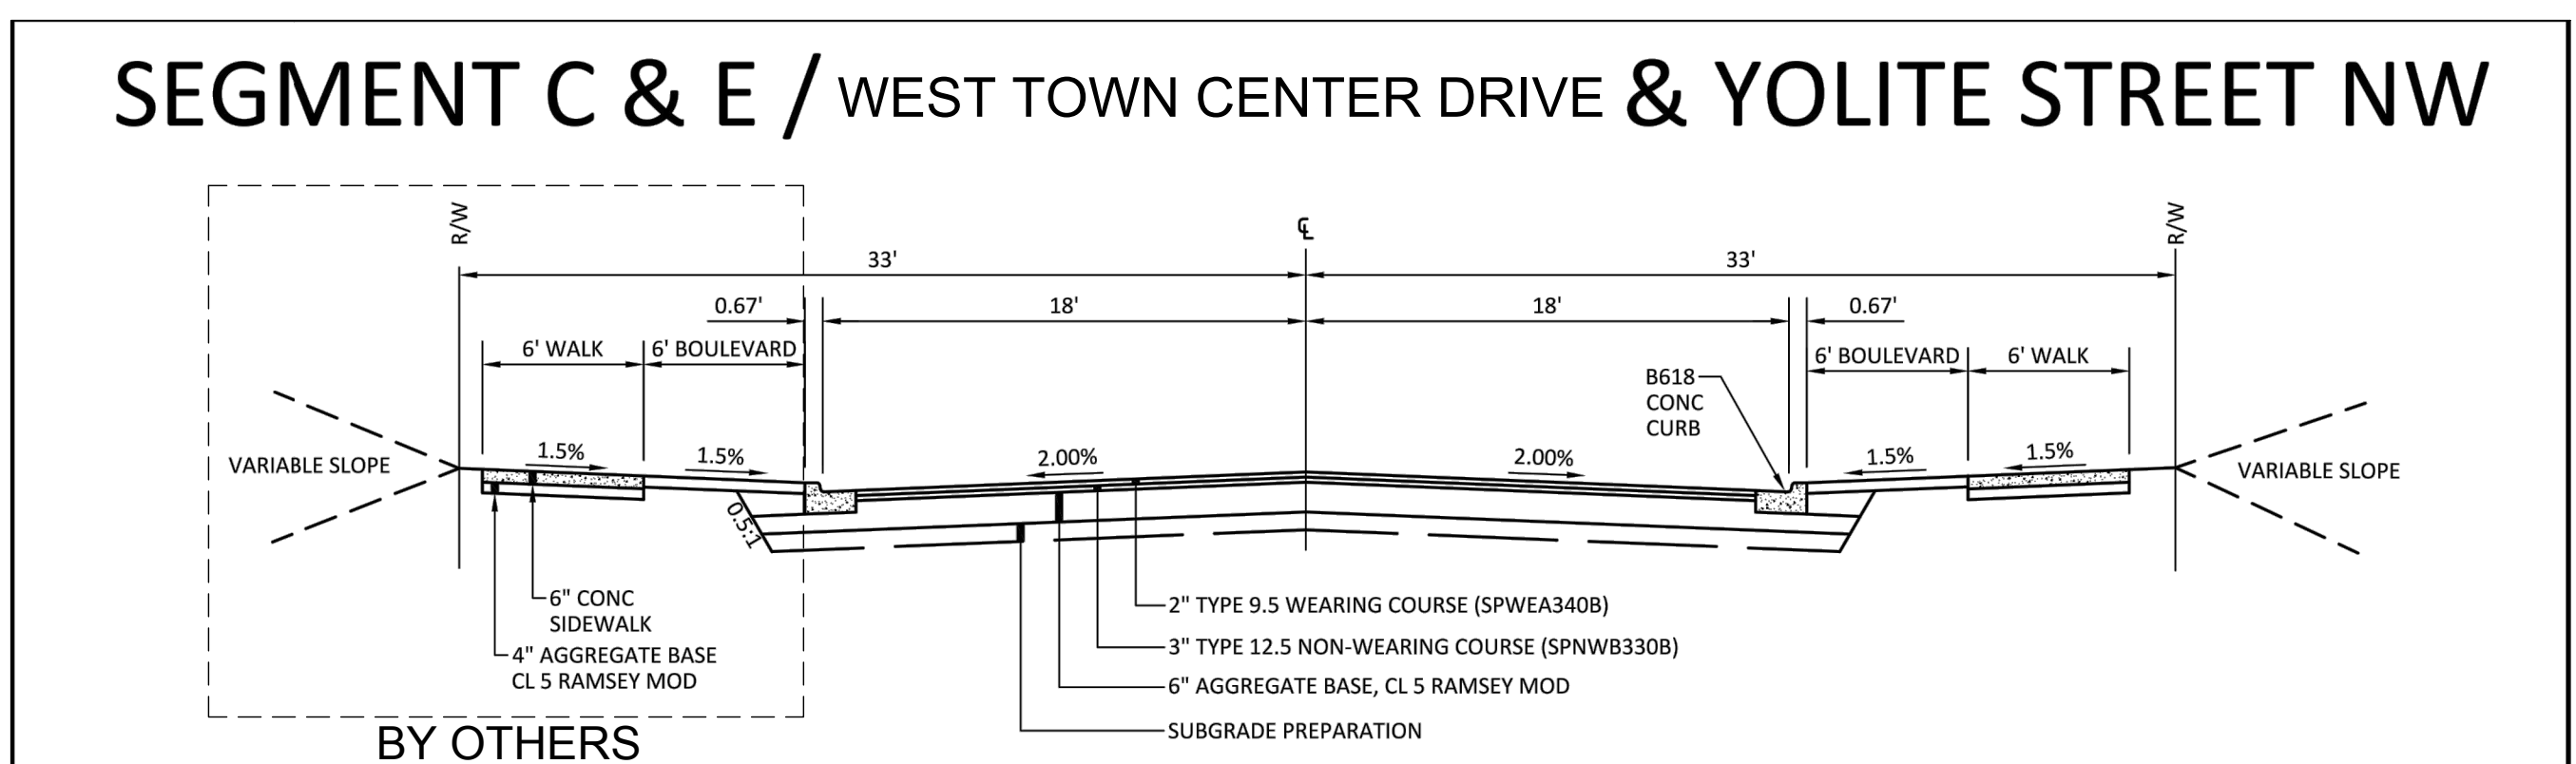 SEGMENT C & E / WEST TOWN CENTER DRIVE & YOLITE STREET NW
R/W
℄
R/W
33'
33'
0.67'
18'
18'
0.67'
6' WALK
6' BOULEVARD
6' BOULEVARD
6' WALK
B618
CONC
CURB
VARIABLE SLOPE
1.5%
1.5%
2.00%
2.00%
1.5%
1.5%
VARIABLE SLOPE
0.5:1
6" CONC
SIDEWALK
4" AGGREGATE BASE
CL 5 RAMSEY MOD
2" TYPE 9.5 WEARING COURSE (SPWEA340B)
3" TYPE 12.5 NON-WEARING COURSE (SPNWB330B)
6" AGGREGATE BASE, CL 5 RAMSEY MOD
SUBGRADE PREPARATION
BY OTHERS